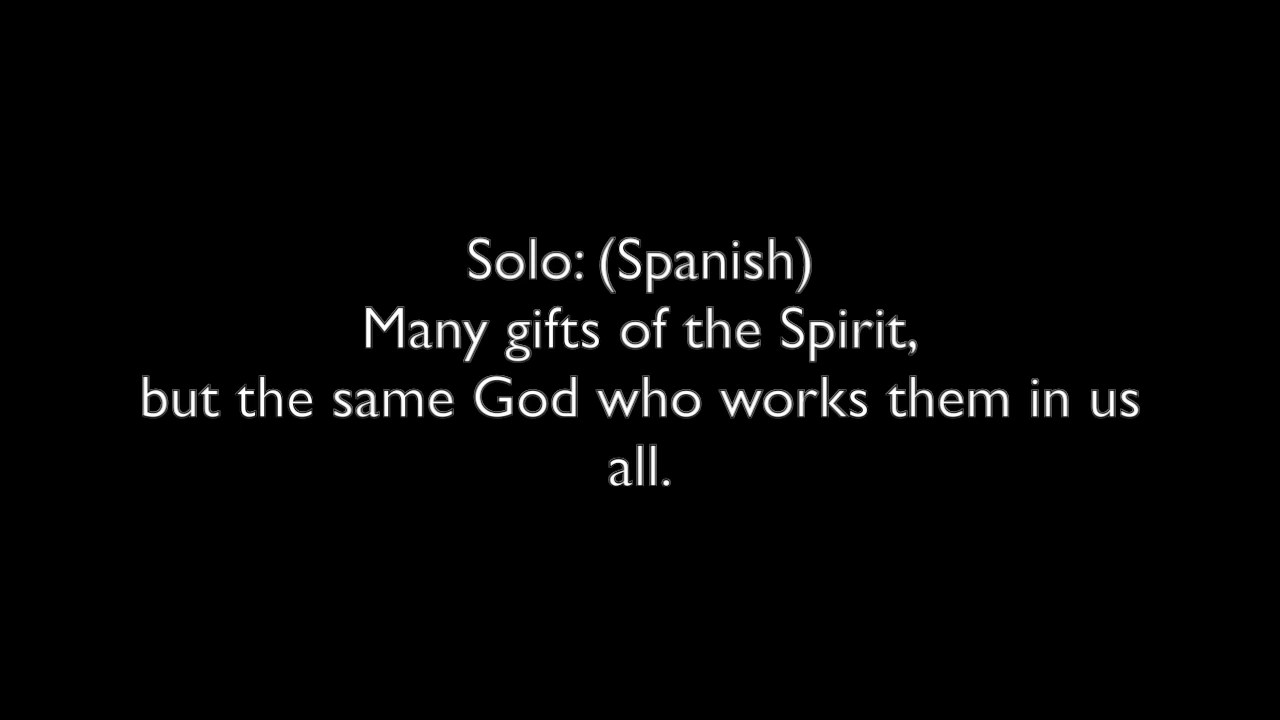 Solo: (Spanish)
Many gifts of the Spirit,
but the same God who works them in us
all.